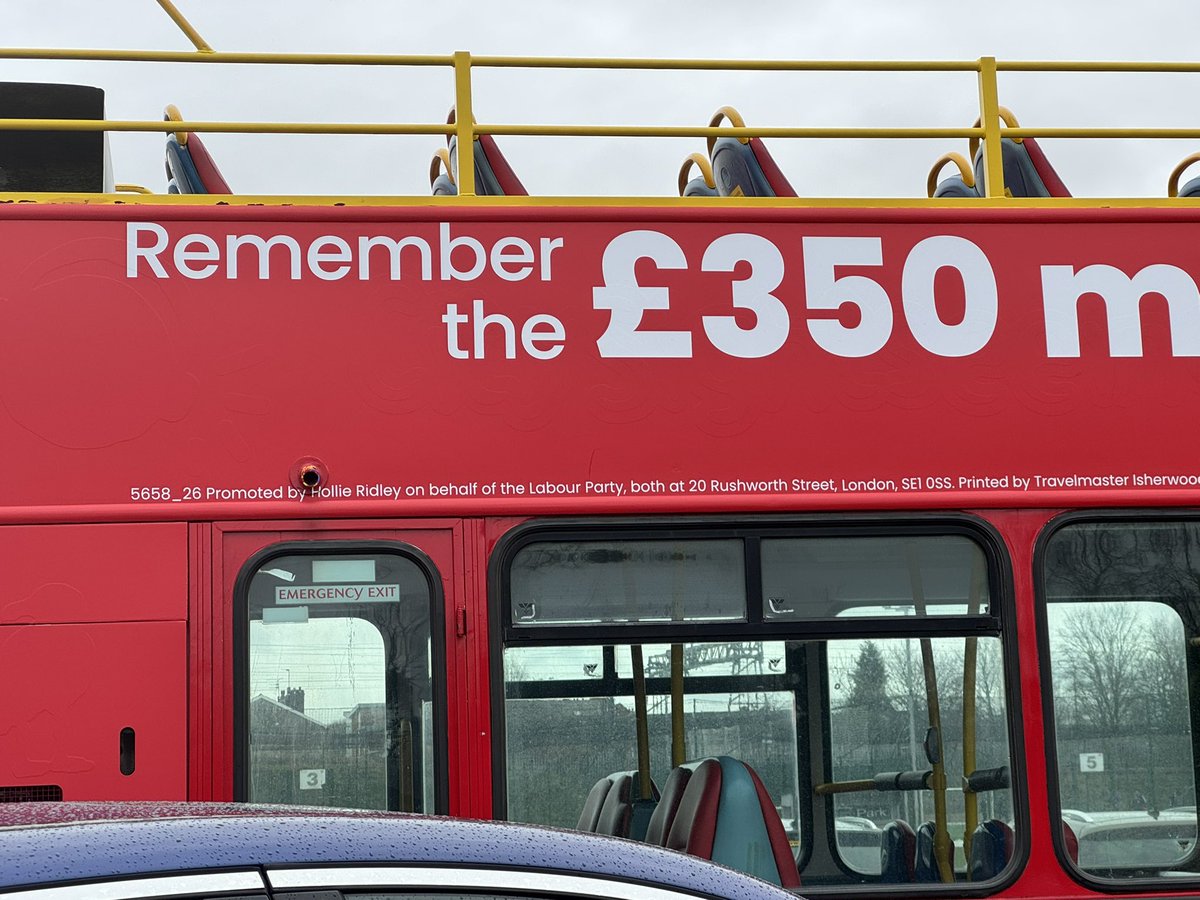 Remember
the £350 m
5658_26 Promoted by Hollie Ridley on behalf of the Labour Party, both at 20 Rushworth Street, London, SE1 0SS. Printed by Travelmaster Isherwood
EMERGENCY EXIT
3
5